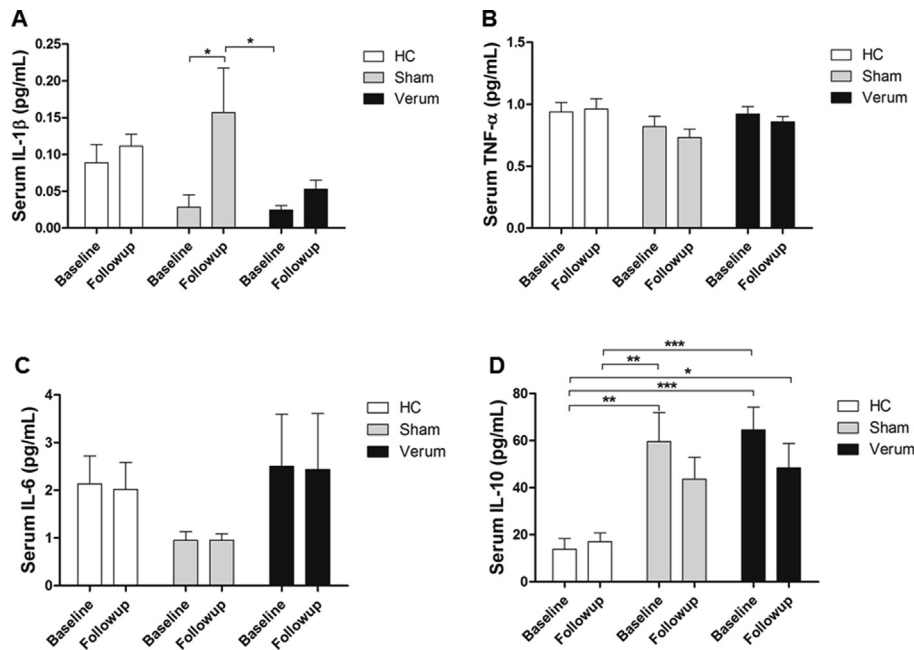 A
Serum IL-1β (pg/mL)
0.25
0.20
0.15
0.10
0.05
0.00
*
*
Baseline
Followup
Baseline
Followup
Baseline
Followup
HC
Sham
Verum
B
Serum TNF-α (pg/mL)
1.5
1.0
0.5
0.0
Baseline
Followup
Baseline
Followup
Baseline
Followup
HC
Sham
Verum
C
Serum IL-6 (pg/mL)
4
3
2
1
0
Baseline
Followup
Baseline
Followup
Baseline
Followup
HC
Sham
Verum
D
Serum IL-10 (pg/mL)
80
60
40
20
0
***
**
*
***
**
Baseline
Followup
Baseline
Followup
Baseline
Followup
HC
Sham
Verum